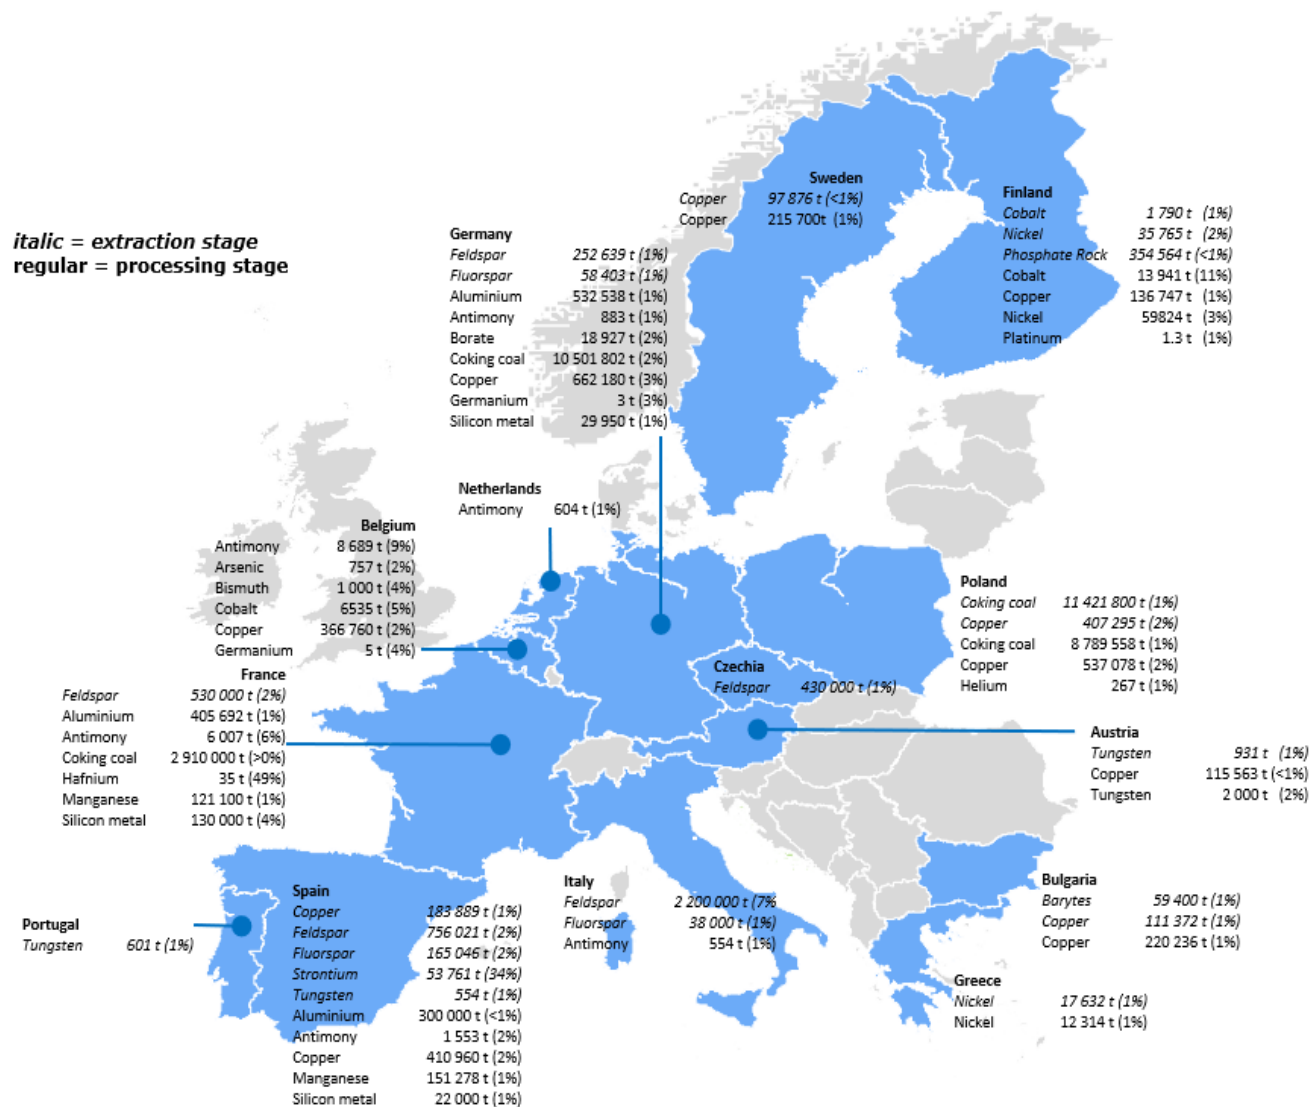 italic = extraction stage
regular = processing stage
Sweden
Copper 97 876 t (<1%)
Copper 215 700t (1%)
Finland
Cobalt 1 790 t (1%)
Nickel 35 765 t (2%)
Phosphate Rock 354 564 t (<1%)
Cobalt 13 941 t (11%)
Copper 136 747 t (1%)
Nickel 59824 t (3%)
Platinum 1.3 t (1%)
Germany
Feldspar 252 639 t (1%)
Fluorspar 58 403 t (1%)
Aluminium 532 538 t (1%)
Antimony 883 t (1%)
Borate 18 927 t (2%)
Coking coal 10 501 802 t (2%)
Copper 662 180 t (3%)
Germanium 3 t (3%)
Silicon metal 29 950 t (1%)
Netherlands
Antimony 604 t (1%)
Belgium
Antimony 8 689 t (9%)
Arsenic 757 t (2%)
Bismuth 1 000 t (4%)
Cobalt 6535 t (5%)
Copper 366 760 t (2%)
Germanium 5 t (4%)
Poland
Coking coal 11 421 800 t (1%)
Copper 407 295 t (2%)
Coking coal 8 789 558 t (1%)
Copper 537 078 t (2%)
Helium 267 t (1%)
France
Feldspar 530 000 t (2%)
Aluminium 405 692 t (1%)
Antimony 6 007 t (6%)
Coking coal 2 910 000 t (>0%)
Hafnium 35 t (49%)
Manganese 121 100 t (1%)
Silicon metal 130 000 t (4%)
Czechia
Feldspar 430 000 t (1%)
Austria
Tungsten 931 t (1%)
Copper 115 563 t (<1%)
Tungsten 2 000 t (2%)
Portugal
Tungsten 601 t (1%)
Spain
Copper 183 889 t (1%)
Feldspar 756 021 t (2%)
Fluorspar 165 046 t (2%)
Strontium 53 761 t (34%)
Tungsten 554 t (1%)
Aluminium 300 000 t (<1%)
Antimony 1 553 t (2%)
Copper 410 960 t (2%)
Manganese 151 278 t (1%)
Silicon metal 22 000 t (1%)
Italy
Feldspar 2 200 000 t (7%
Fluorspar 38 000 t (1%)
Antimony 554 t (1%)
Bulgaria
Barytes 59 400 t (1%)
Copper 111 372 t (1%)
Copper 220 236 t (1%)
Greece
Nickel 17 632 t (1%)
Nickel 12 314 t (1%)